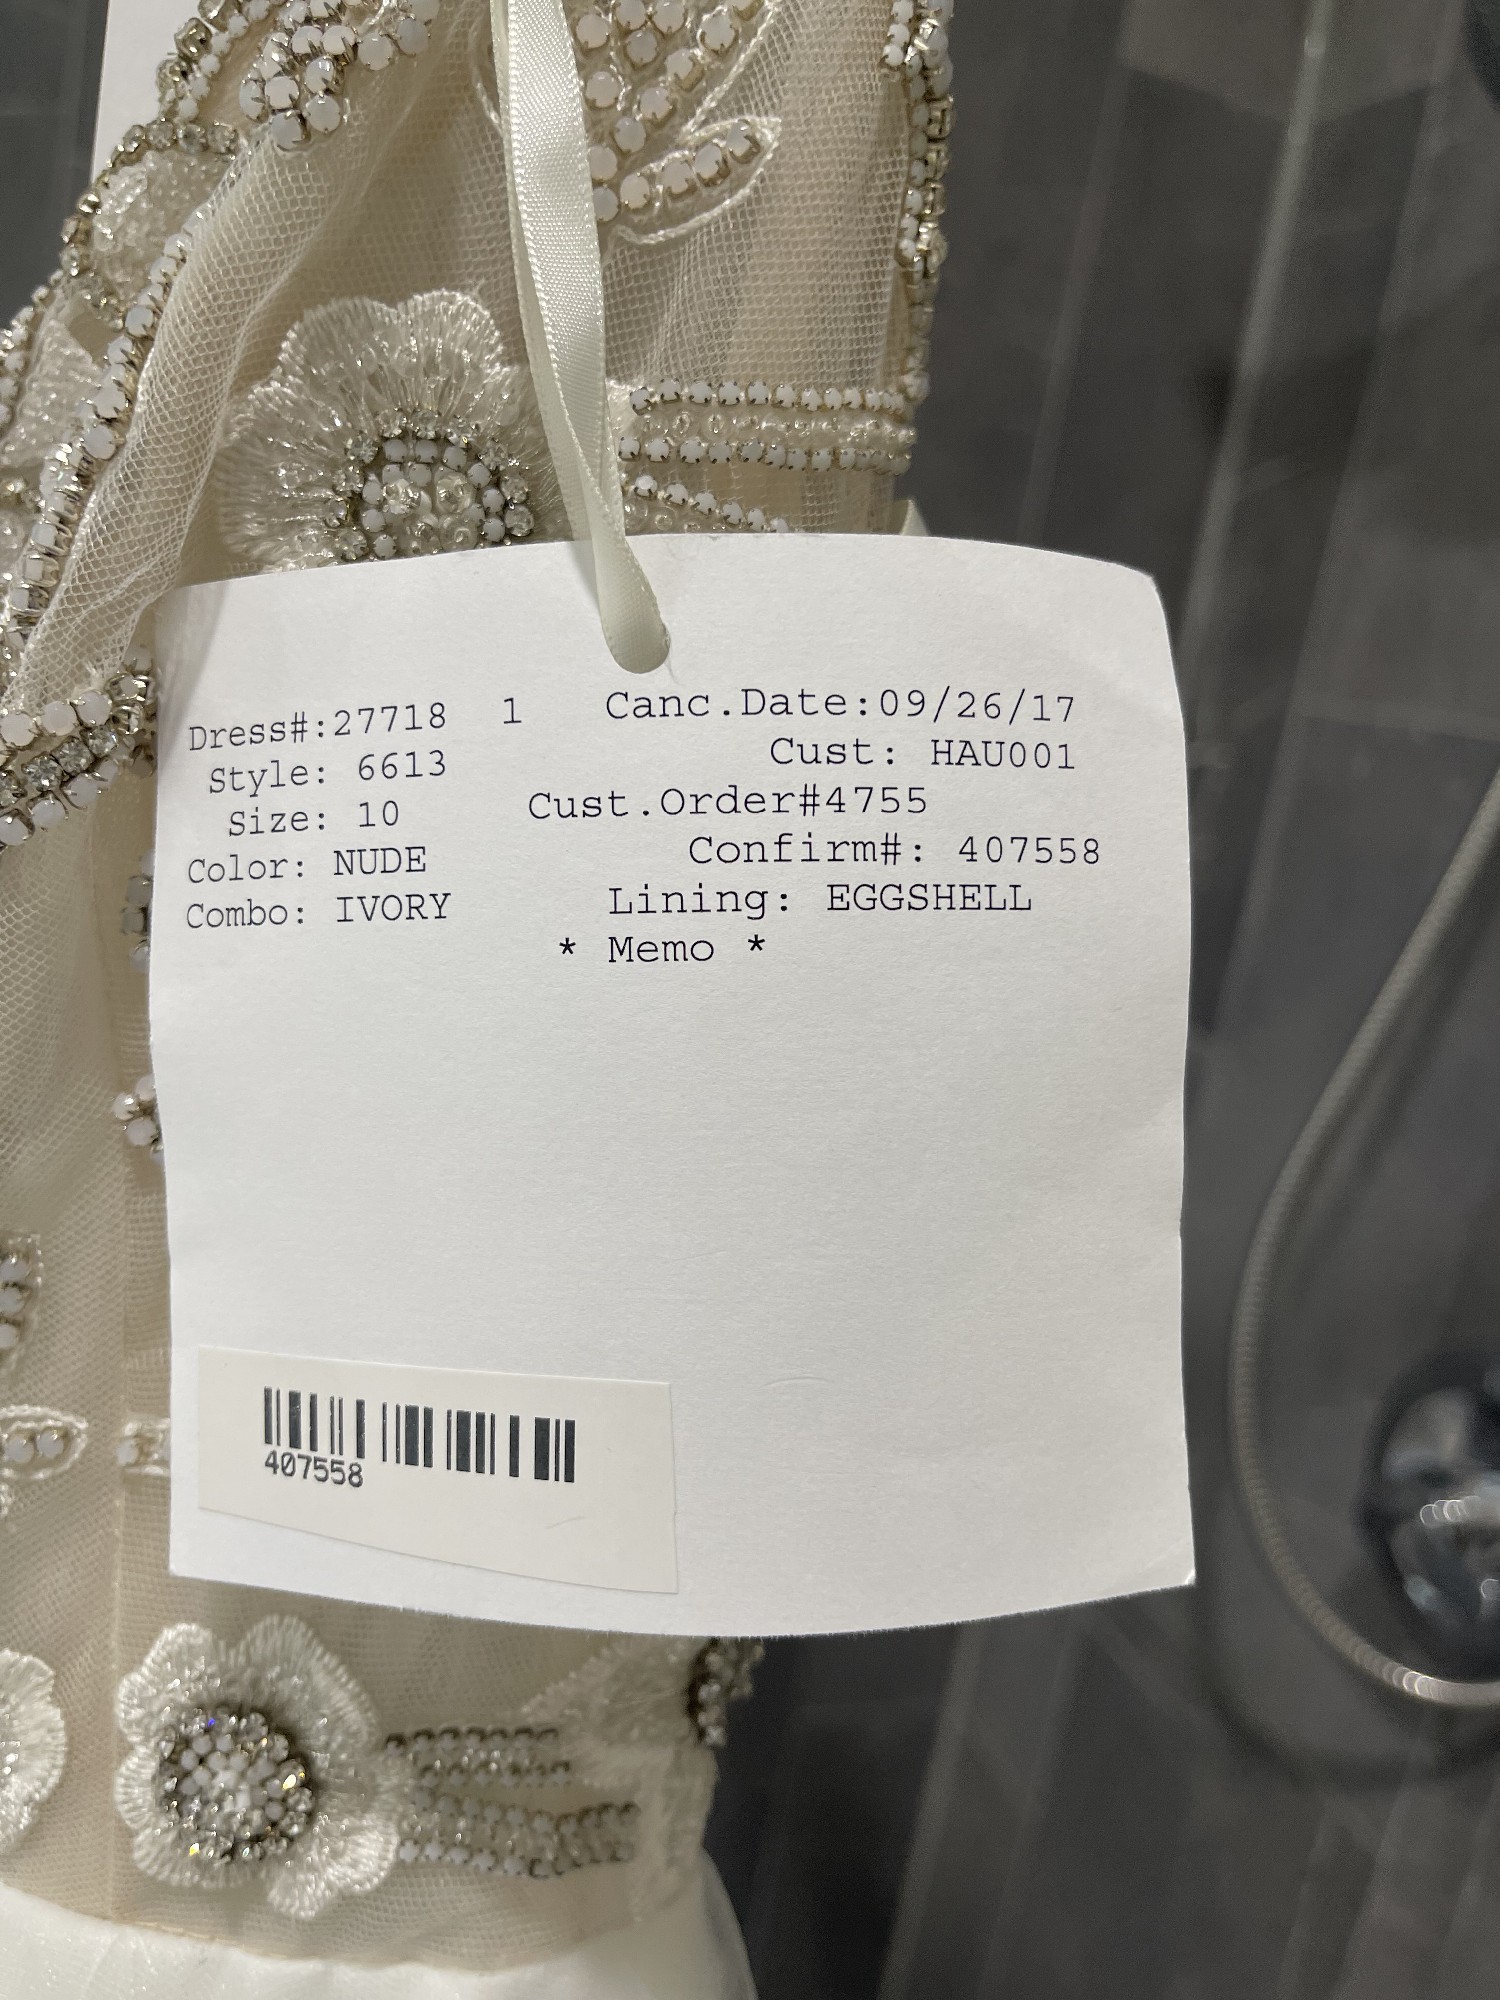 Dress#:27718 1 Canc.Date:09/26/17
Style: 6613 Cust: HAU001
Size: 10 Cust.Order#4755
Color: NUDE Confirm#: 407558
Combo: IVORY Lining: EGGSHELL
* Memo *
407558